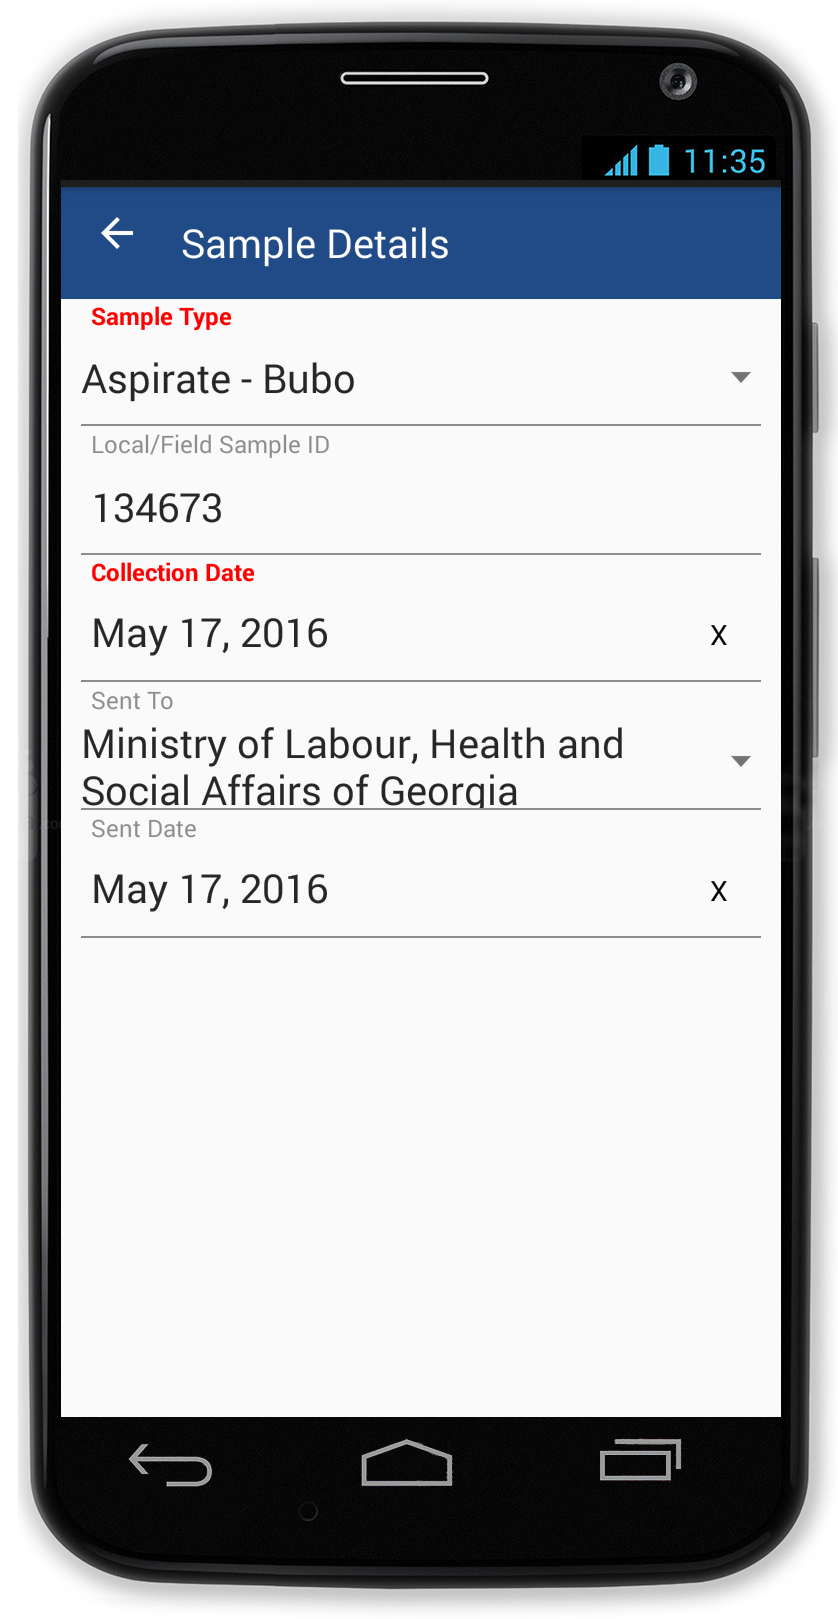 11:35
Sample Details
Sample Type
Aspirate - Bubo
Local/Field Sample ID
134673
Collection Date
May 17, 2016
X
Sent To
Ministry of Labour, Health and
Social Affairs of Georgia
Sent Date
May 17, 2016
X